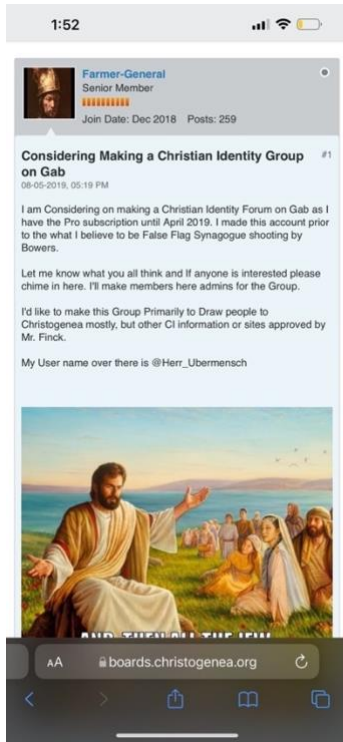 1:52
Farmer-General
Senior Member
Join Date: Dec 2018 Posts: 259
Considering Making a Christian Identity Group #1
on Gab
08-05-2019, 05:19 PM
I am Considering on making a Christian Identity Forum on Gab as I
have the Pro subscription until April 2019. I made this account prior
to the what I believe to be False Flag Synagogue shooting by
Bowers.
Let me know what you all think and If anyone is interested please
chime in here. I'll make members here admins for the Group.
I'd like to make this Group Primarily to Draw people to
Christogenea mostly, but other CI information or sites approved by
Mr. Finck.
My User name over there is @Herr_Ubermensch
AND THEN ALL THE
AA boards.christogenea.org